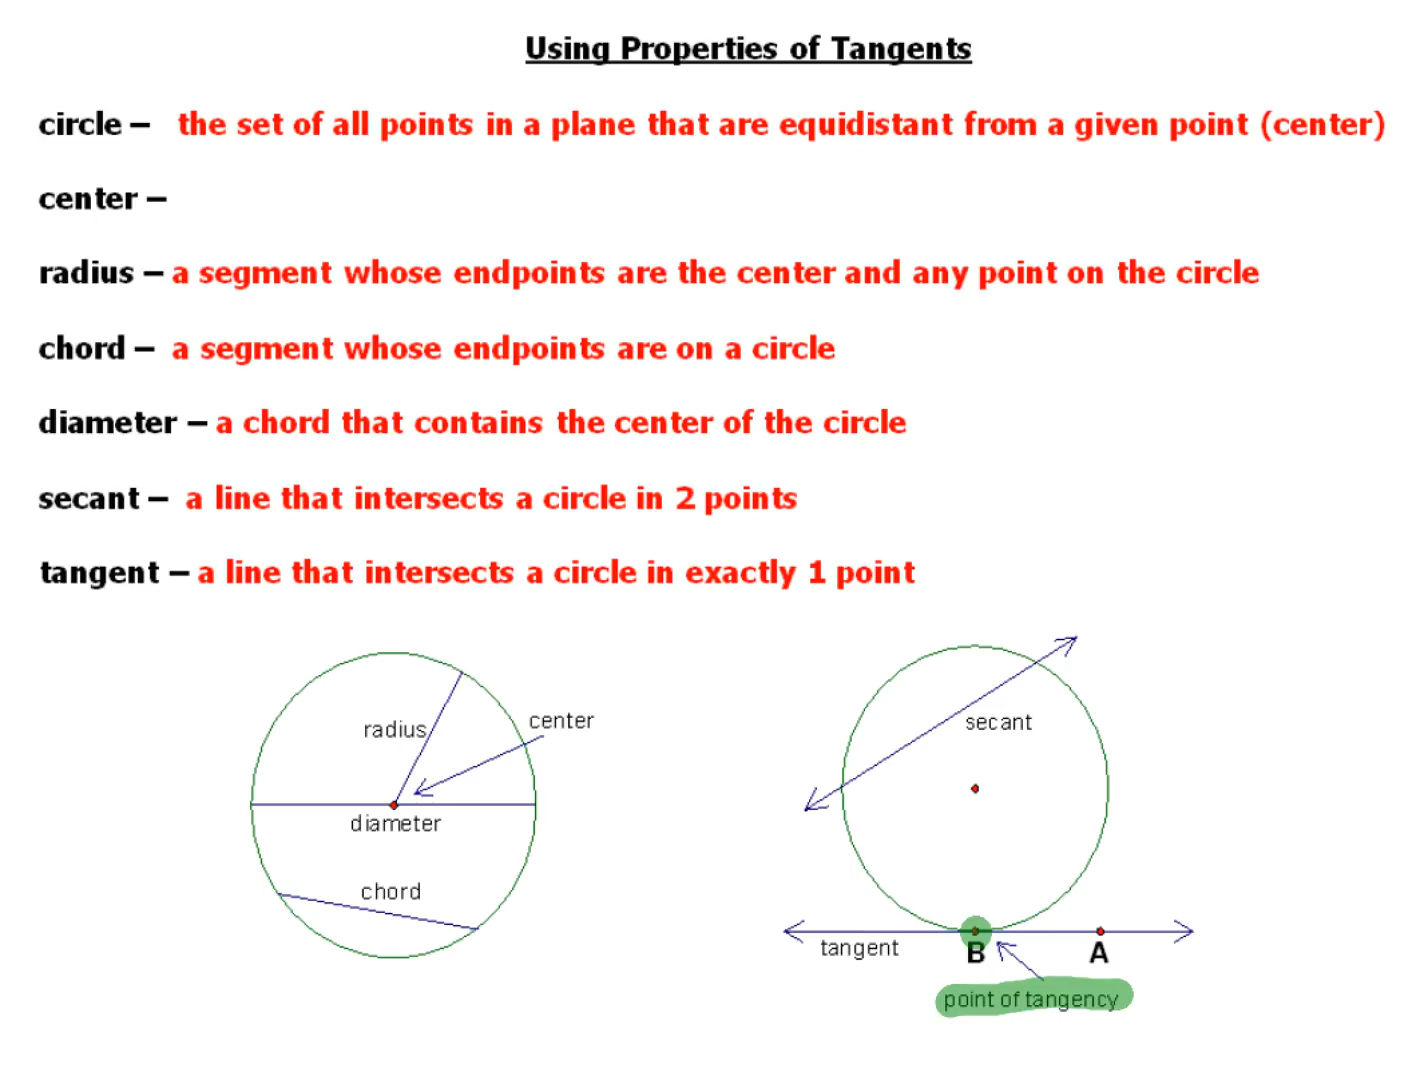 Using Properties of Tangents
circle – the set of all points in a plane that are equidistant from a given point (center)
center –
radius – a segment whose endpoints are the center and any point on the circle
chord – a segment whose endpoints are on a circle
diameter – a chord that contains the center of the circle
secant – a line that intersects a circle in 2 points
tangent – a line that intersects a circle in exactly 1 point
radius
center
diameter
chord
secant
tangent
B
A
point of tangency